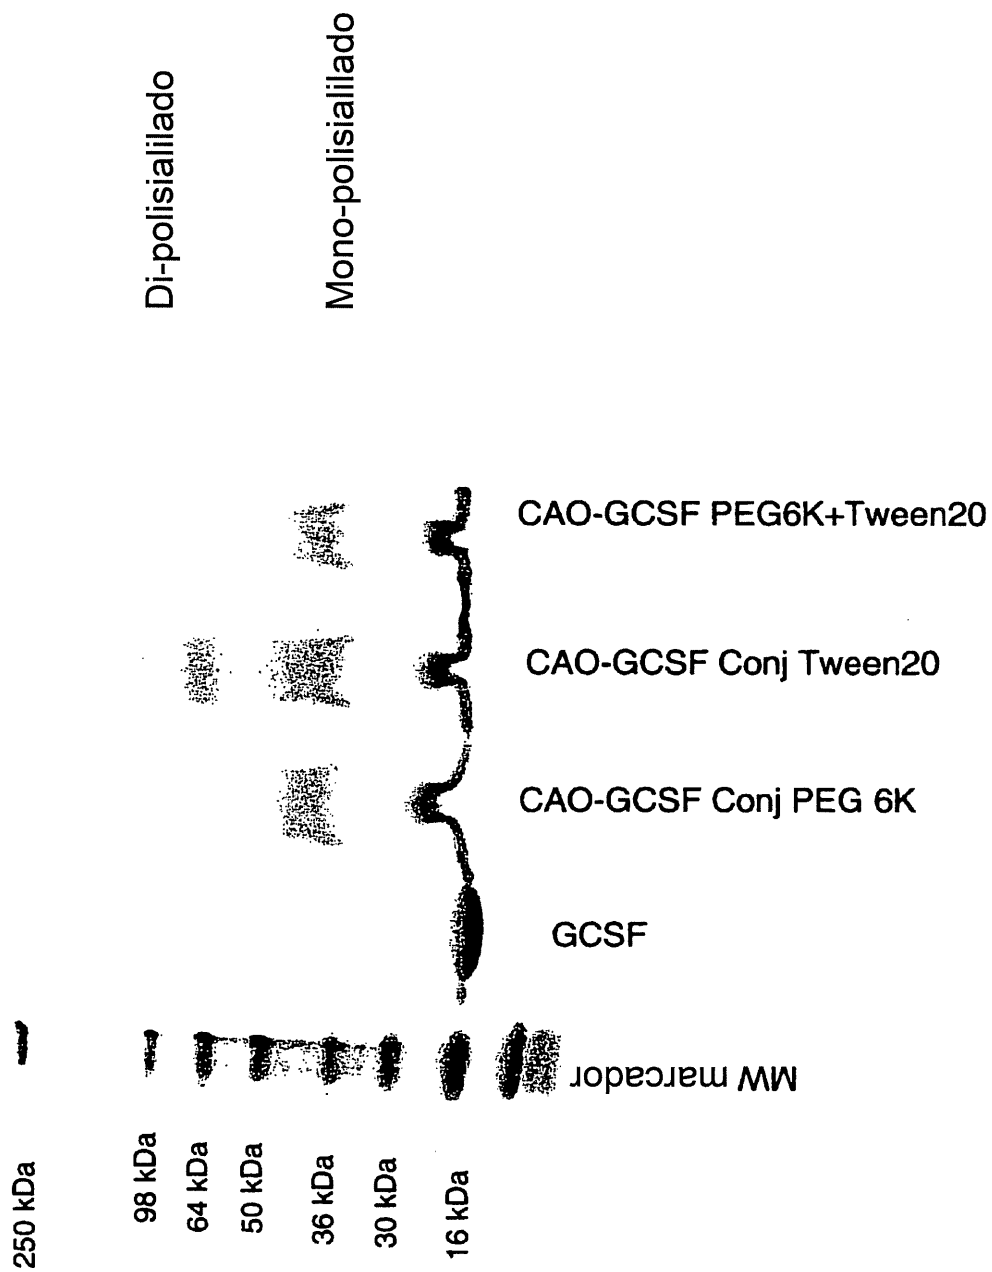 250 kDa
98 kDa
64 kDa
50 kDa
36 kDa
30 kDa
16 kDa
Di-polisialilado
Mono-polisialilado
MW marcador
GCSF
CAO-GCSF Conj PEG 6K
CAO-GCSF Conj Tween20
CAO-GCSF PEG6K+Tween20